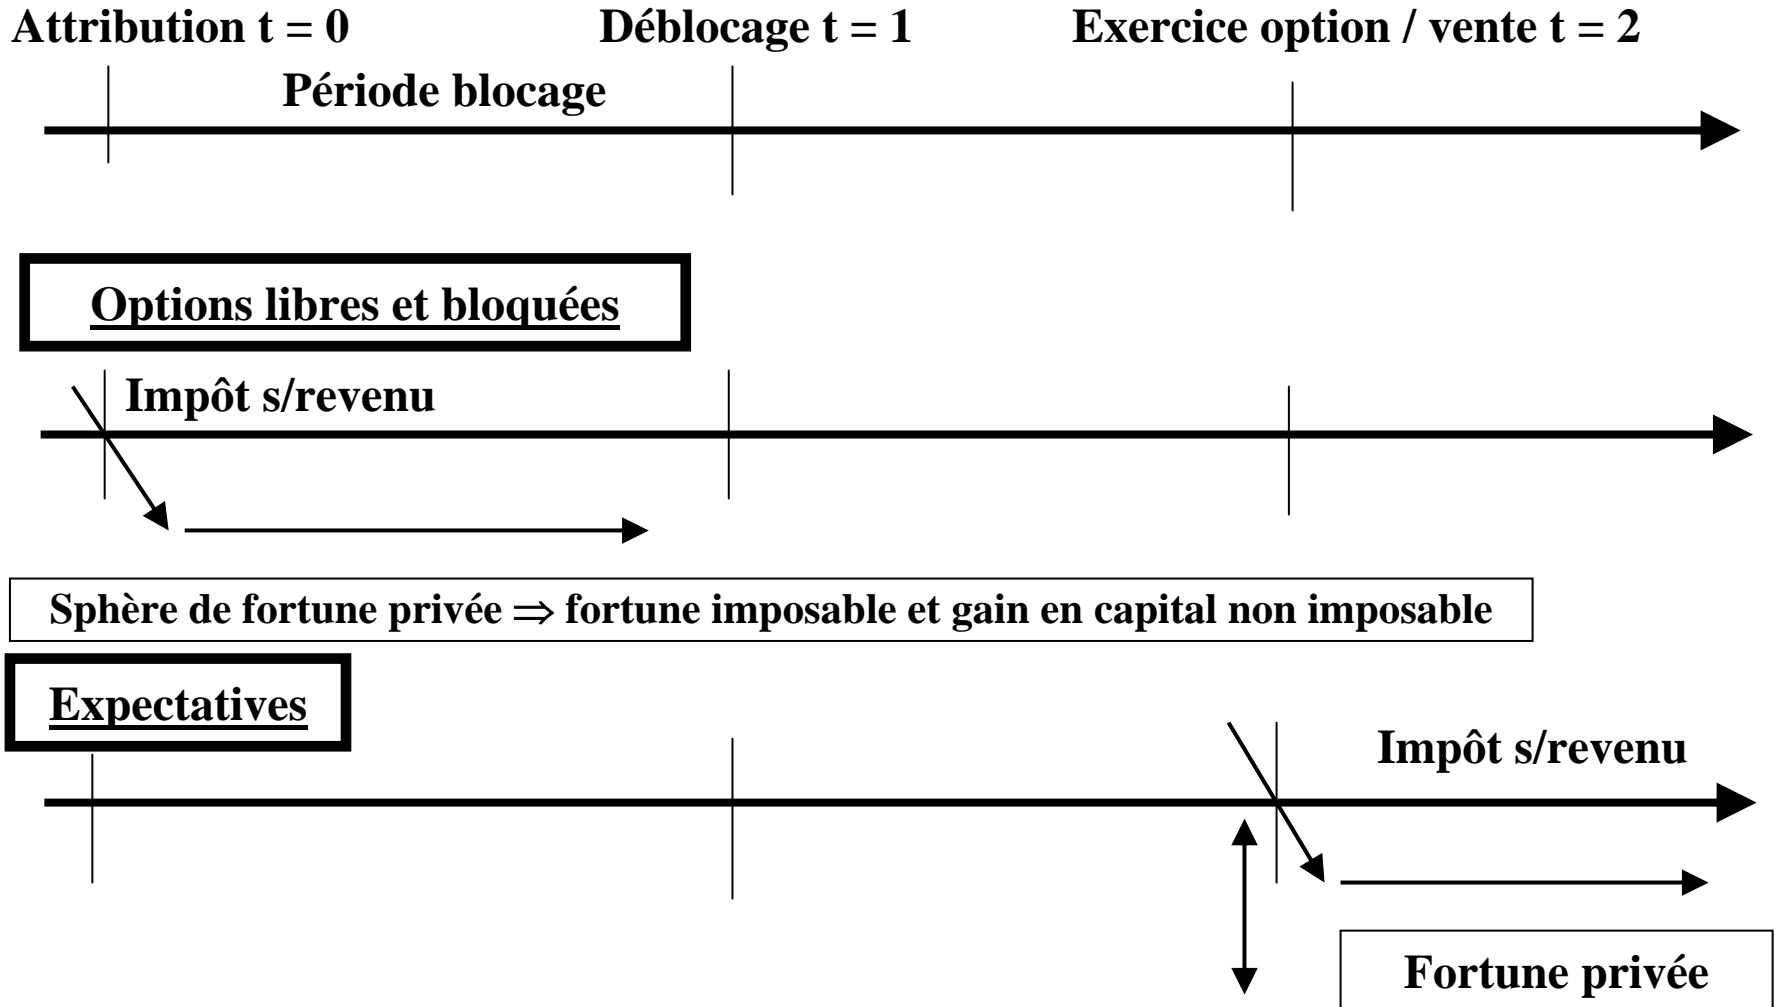 Attribution t = 0 Déblocage t = 1 Exercice option / vente t = 2
Période blocage
Options libres et bloquées
Impôt s/revenu
Sphère de fortune privée ⇒ fortune imposable et gain en capital non imposable
Expectatives
Impôt s/revenu
Fortune privée